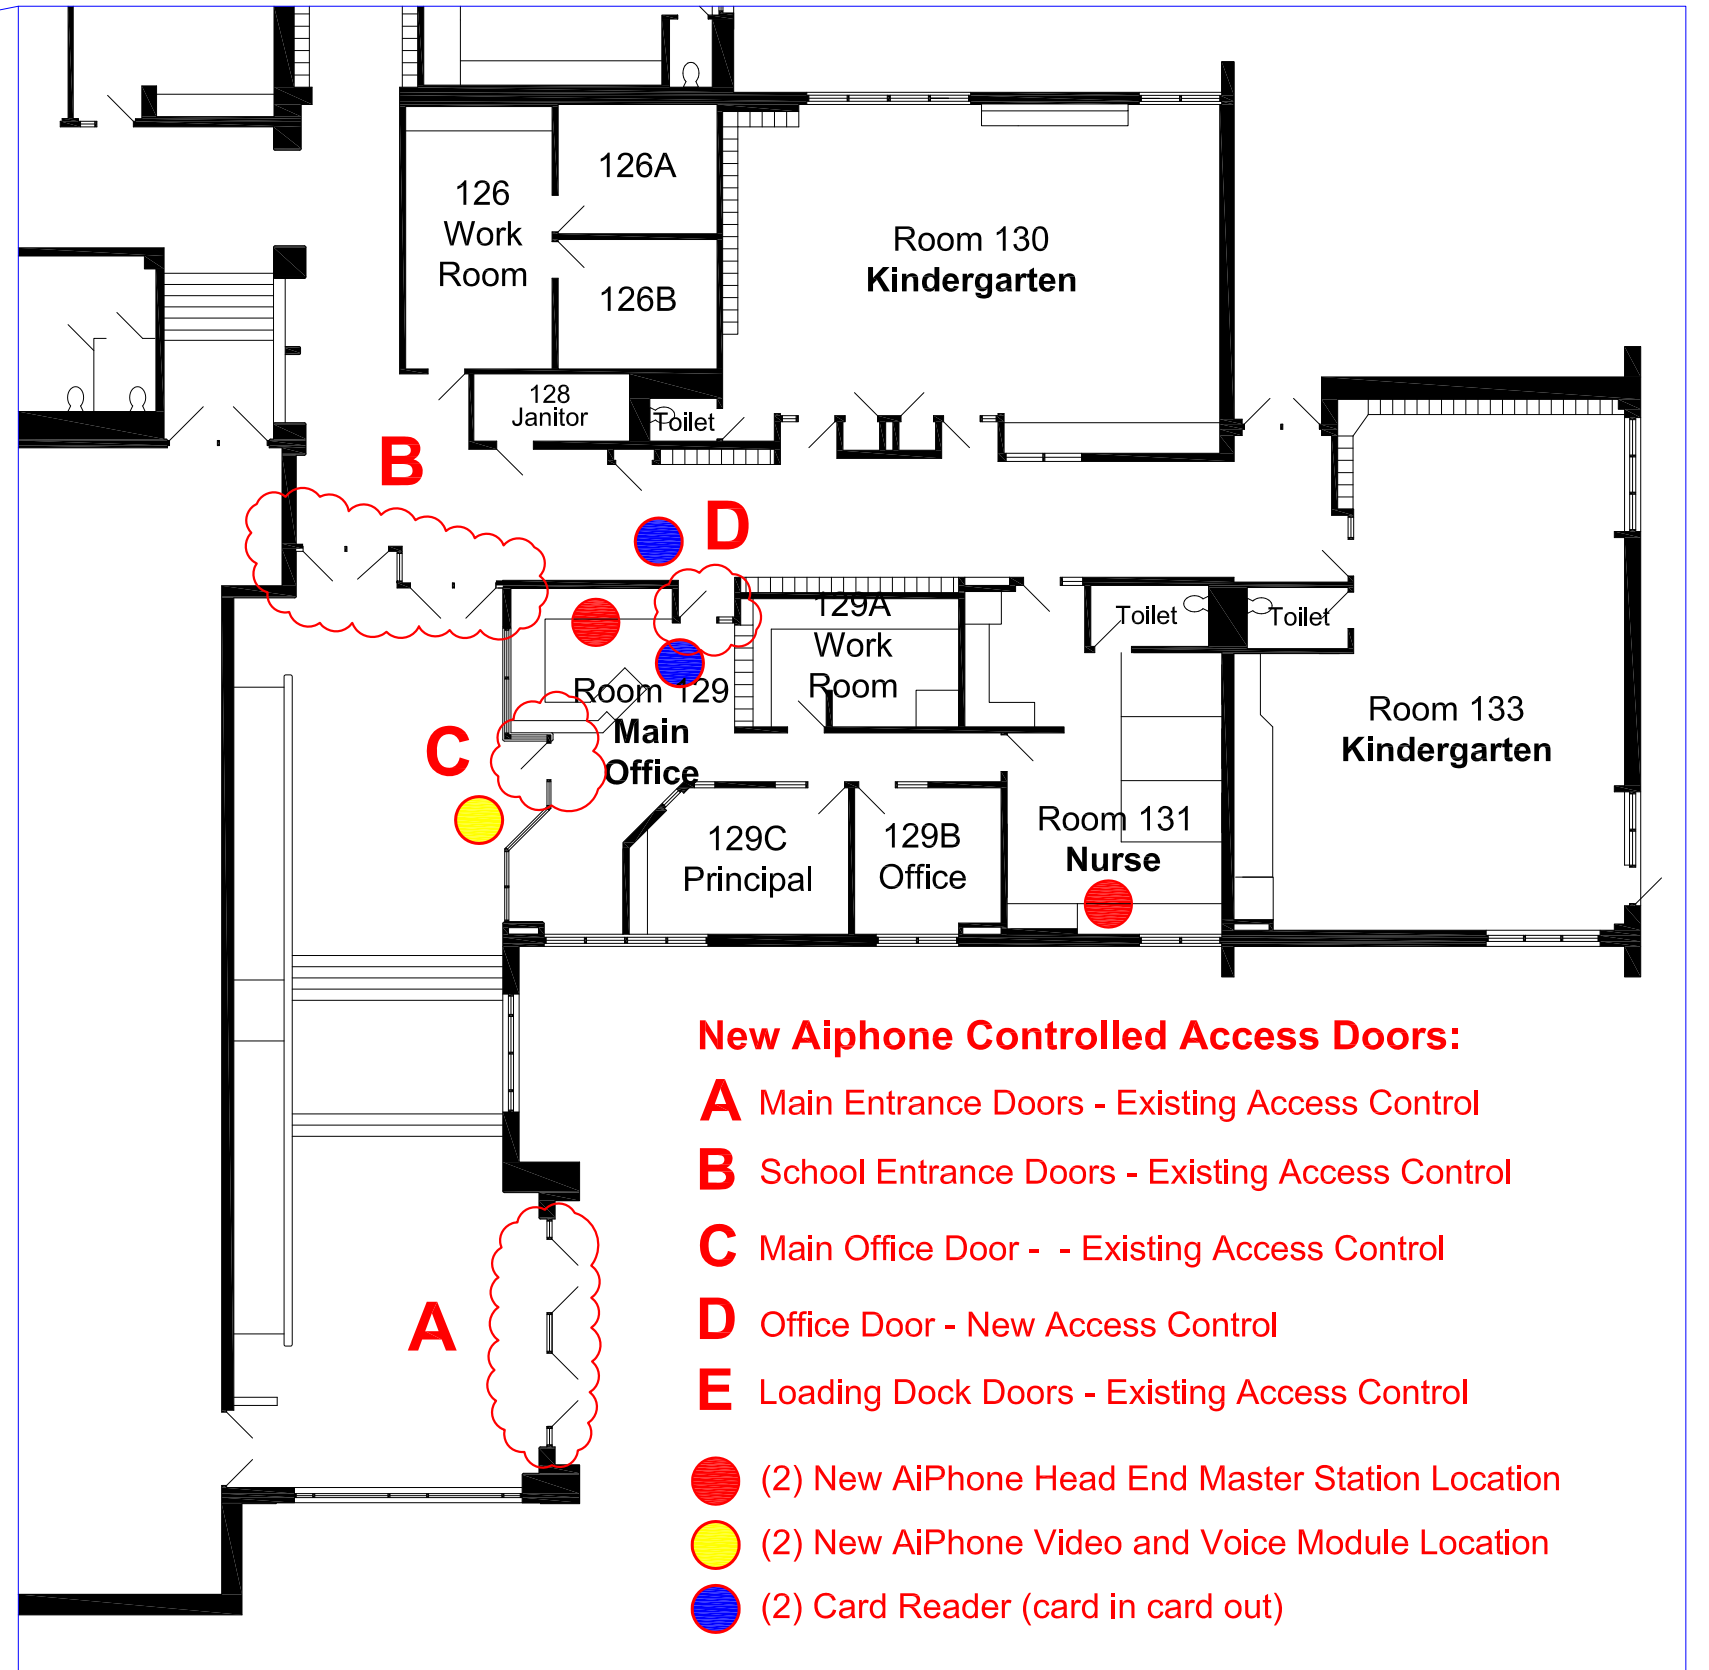 126A
126
Work
Room
126B
Room 130
Kindergarten
128
Janitor
Toilet
B
D
129A
Work
Room
Toilet
Toilet
Room 129
Main
Office
C
Room 133
Kindergarten
129C
Principal
129B
Office
Room 131
Nurse
New Aiphone Controlled Access Doors:
A Main Entrance Doors - Existing Access Control
B School Entrance Doors - Existing Access Control
C Main Office Door - - Existing Access Control
D Office Door - New Access Control
A
E Loading Dock Doors - Existing Access Control
(2) New AiPhone Head End Master Station Location
(2) New AiPhone Video and Voice Module Location
(2) Card Reader (card in card out)